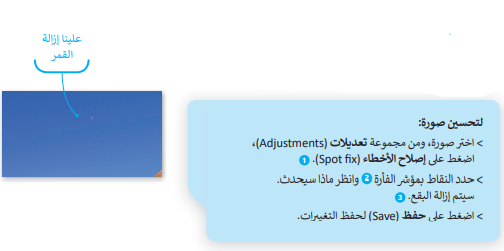 علينا إزالة
القمر
لتحسين صورة:
> اختر صورة، ومن مجموعة تعديلات (Adjustments)،
اضغط على إصلاح الأخطاء (Spot fix). 1
> حدد النقاط بمؤشر الفأرة 2 وانظر ماذا سيحدث.
سيتم إزالة البقع. 3
> اضغط على حفظ (Save) لحفظ التغييرات.